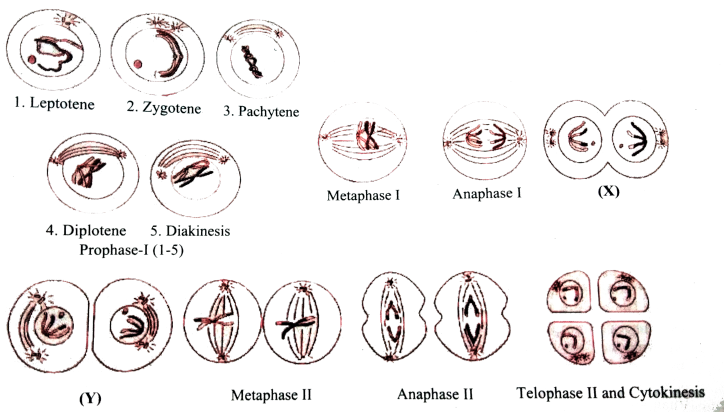 1. Leptotene
2. Zygotene
3. Pachytene
4. Diplotene
5. Diakinesis
Prophase-I (1-5)
Metaphase I
Anaphase I
(X)
(Y)
Metaphase II
Anaphase II
Telophase II and Cytokinesis